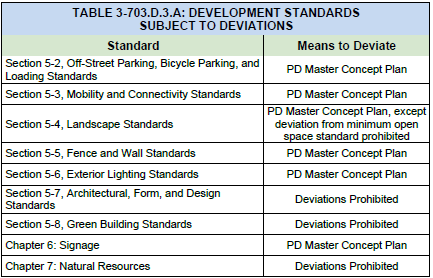 TABLE 3-703.D.3.A: DEVELOPMENT STANDARDS
SUBJECT TO DEVIATIONS
Standard Means to Deviate
Section 5-2, Off-Street Parking, Bicycle Parking, and
Loading Standards
PD Master Concept Plan
Section 5-3, Mobility and Connectivity Standards PD Master Concept Plan
Section 5-4, Landscape Standards
PD Master Concept Plan, except
deviation from minimum open
space standard prohibited
Section 5-5, Fence and Wall Standards PD Master Concept Plan
Section 5-6, Exterior Lighting Standards PD Master Concept Plan
Section 5-7, Architectural, Form, and Design
Standards
Deviations Prohibited
Section 5-8, Green Building Standards Deviations Prohibited
Chapter 6: Signage PD Master Concept Plan
Chapter 7: Natural Resources Deviations Prohibited